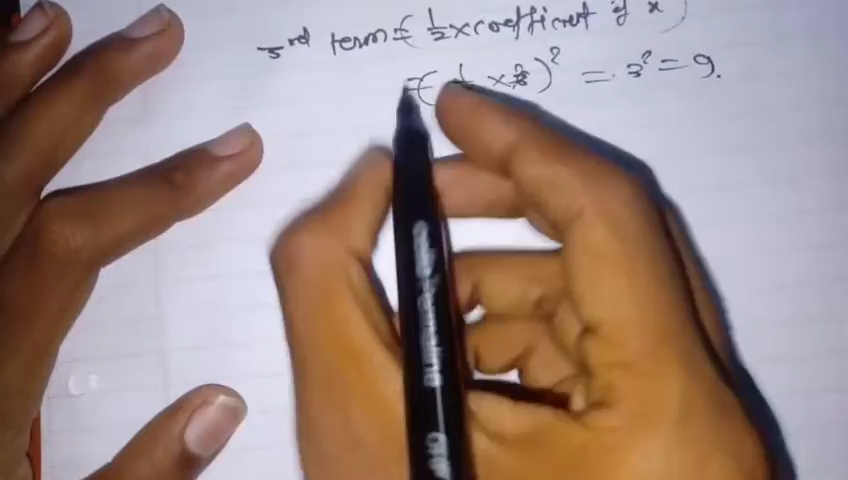 3rd term = ( 1/2 x coefficient of x )
= ( 1/2 × 6 )² = 3² = 9.